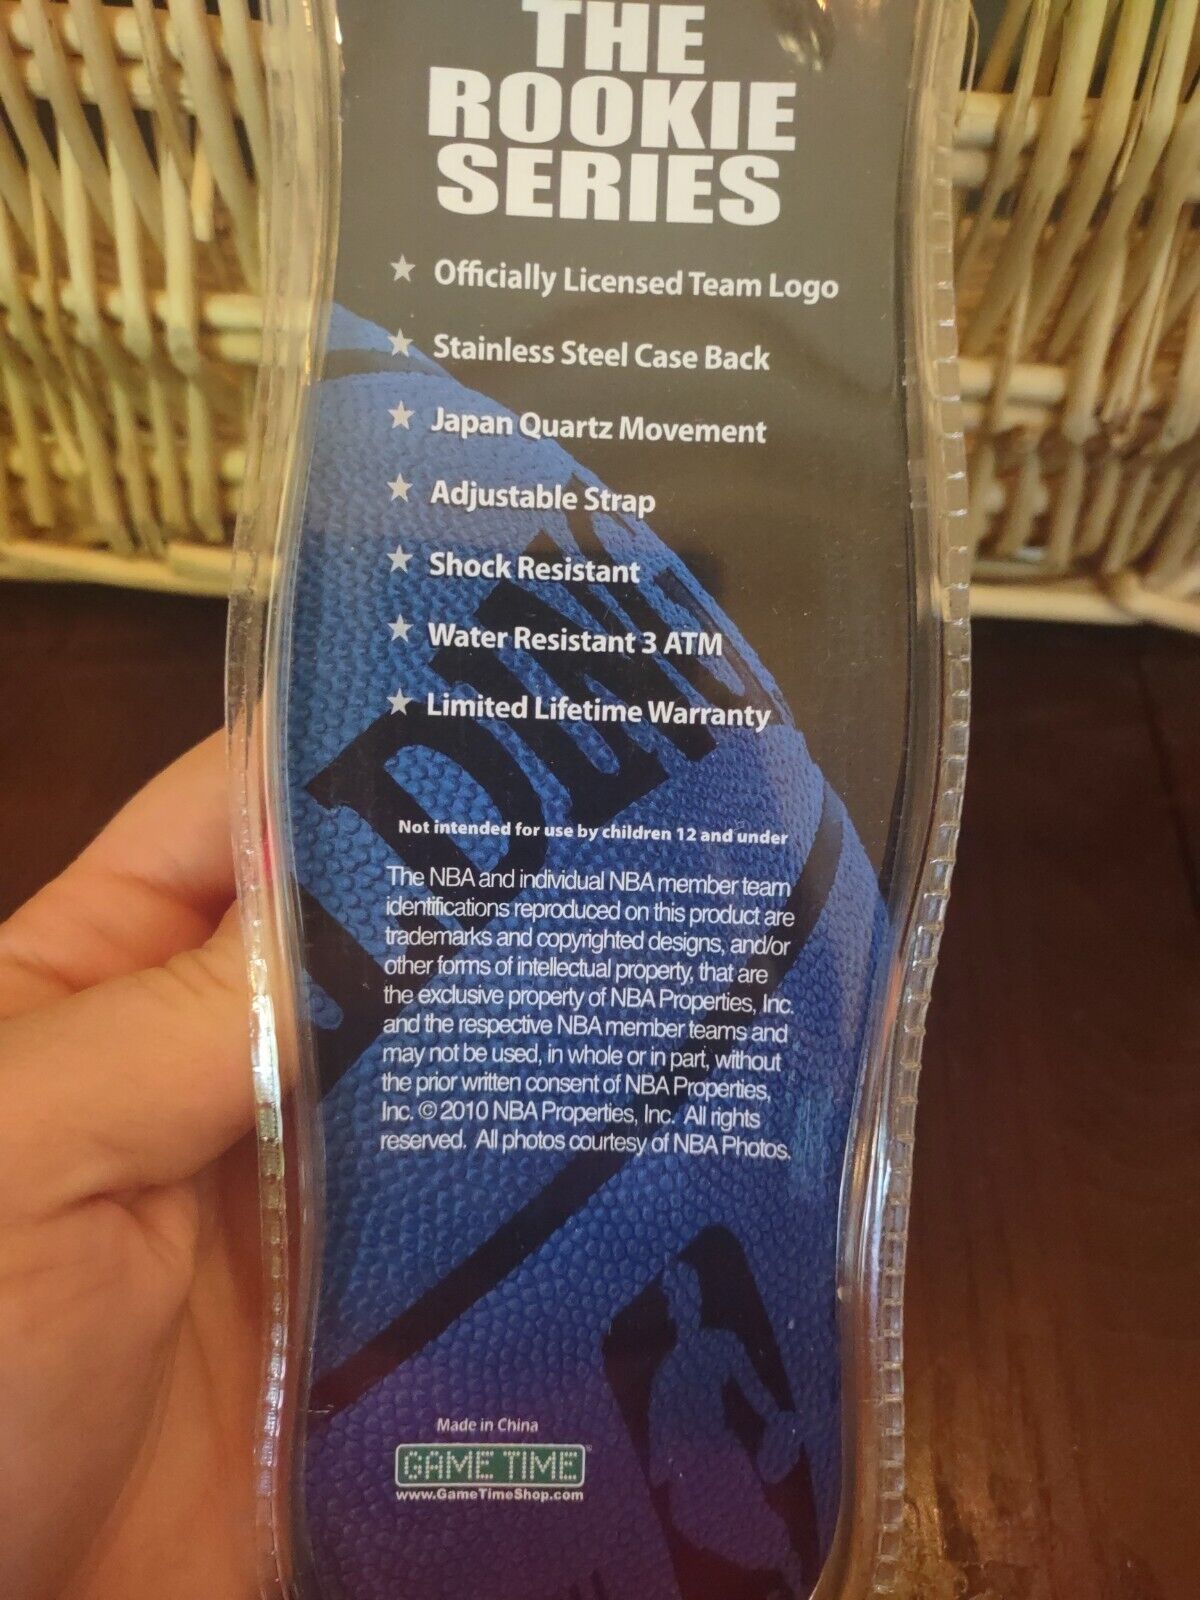 THE
ROOKIE
SERIES
★ Officially Licensed Team Logo
★ Stainless Steel Case Back
★ Japan Quartz Movement
★ Adjustable Strap
★ Shock Resistant
★ Water Resistant 3 ATM
★ Limited Lifetime Warranty
Not intended for use by children 12 and under
The NBA and individual NBA member team
identifications reproduced on this product are
trademarks and copyrighted designs, and/or
other forms of intellectual property, that are
the exclusive property of NBA Properties, Inc.
and the respective NBA member teams and
may not be used, in whole or in part, without
the prior written consent of NBA Properties,
Inc. © 2010 NBA Properties, Inc. All rights
reserved. All photos courtesy of NBA Photos.
Made in China
GAME TIME®
www.GameTimeShop.com